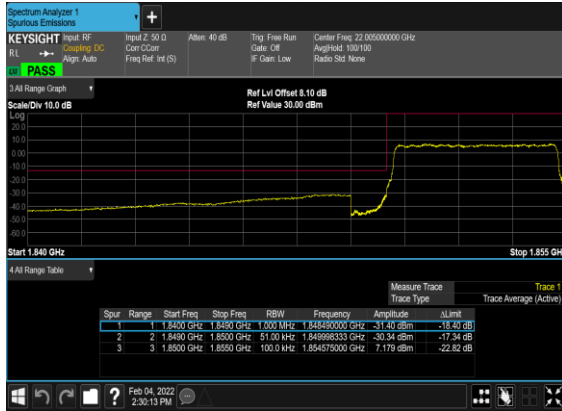 Spectrum Analyzer 1
Spurious Emissions
+
KEYSIGHT Input: RF Input Z: 50 Ω Atten: 40 dB Trig: Free Run Center Freq: 22.005000000 GHz
RL Coupling: DC Corr CCorr Gate: Off Avg|Hold: 100/100
Align: Auto Freq Ref: Int (S) IF Gain: Low Radio Std: None
PASS
3 All Range Graph Ref Lvl Offset 8.10 dB
Scale/Div 10.0 dB Ref Value 30.00 dBm
Log
20.0
10.0
0.00
-10.0
-20.0
-30.0
-40.0
-50.0
-60.0
Start 1.840 GHz Stop 1.855 GH
4 All Range Table
Measure Trace Trace 1
Trace Type Trace Average (Active)
Spur Range Start Freq Stop Freq RBW Frequency Amplitude ΔLimit
1 1 1.8400 GHz 1.8490 GHz 1.000 MHz 1.848490000 GHz -31.40 dBm -18.40 dB
2 2 1.8490 GHz 1.8500 GHz 51.00 kHz 1.849998333 GHz -30.34 dBm -17.34 dB
3 3 1.8500 GHz 1.8550 GHz 100.0 kHz 1.854575000 GHz 7.179 dBm -22.82 dB
? Feb 04, 2022
2:30:13 PM